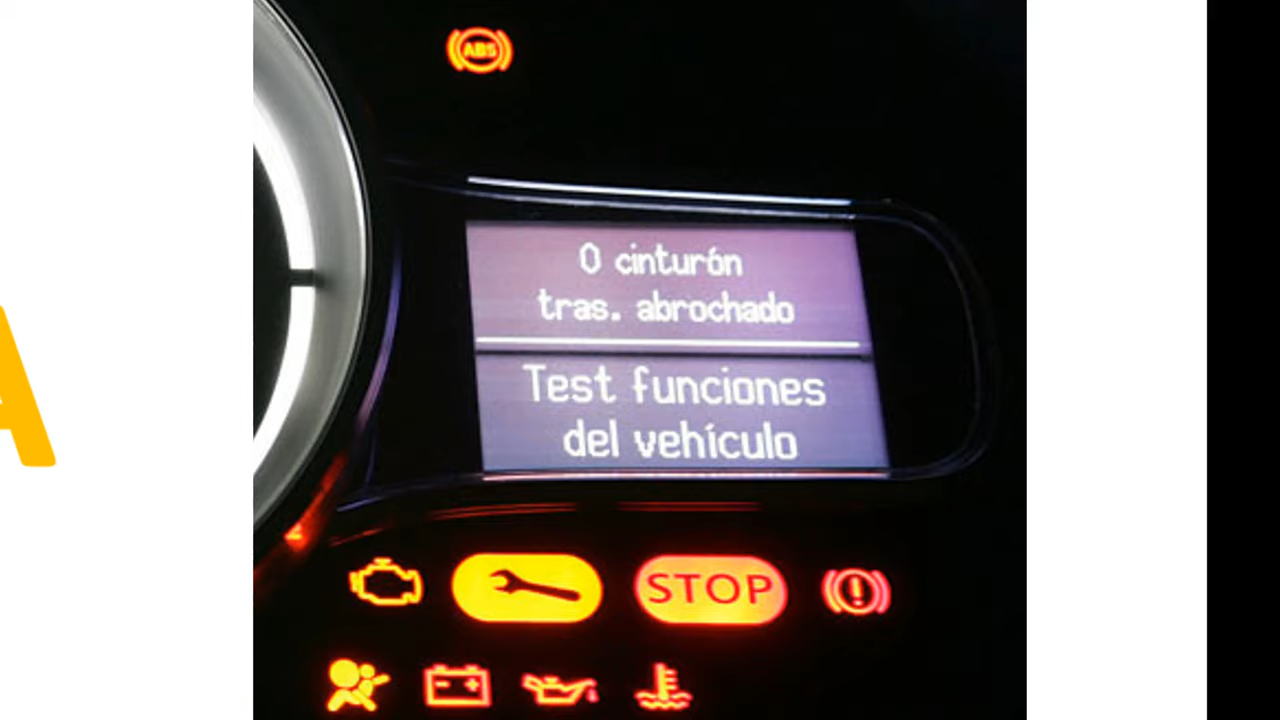 ABS
0 cinturón
tras. abrochado
Test funciones
del vehículo
STOP
A